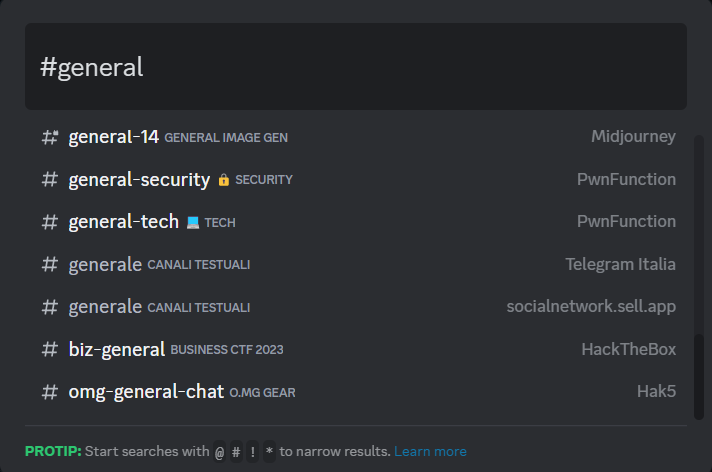 #general
general-14 GENERAL IMAGE GEN Midjourney
general-security 🔒 SECURITY PwnFunction
general-tech 💻 TECH PwnFunction
generale CANALI TESTUALI Telegram Italia
generale CANALI TESTUALI socialnetwork.sell.app
biz-general BUSINESS CTF 2023 HackTheBox
omg-general-chat O.MG GEAR Hak5
PROTIP: Start searches with @ # ! * to narrow results. Learn more